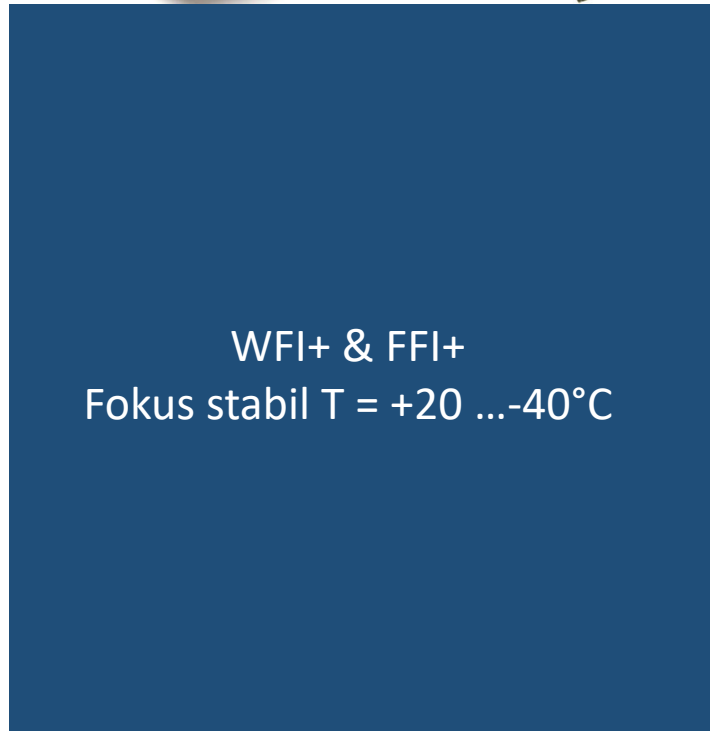 WFI+ & FFI+
Fokus stabil T = +20 …-40°C